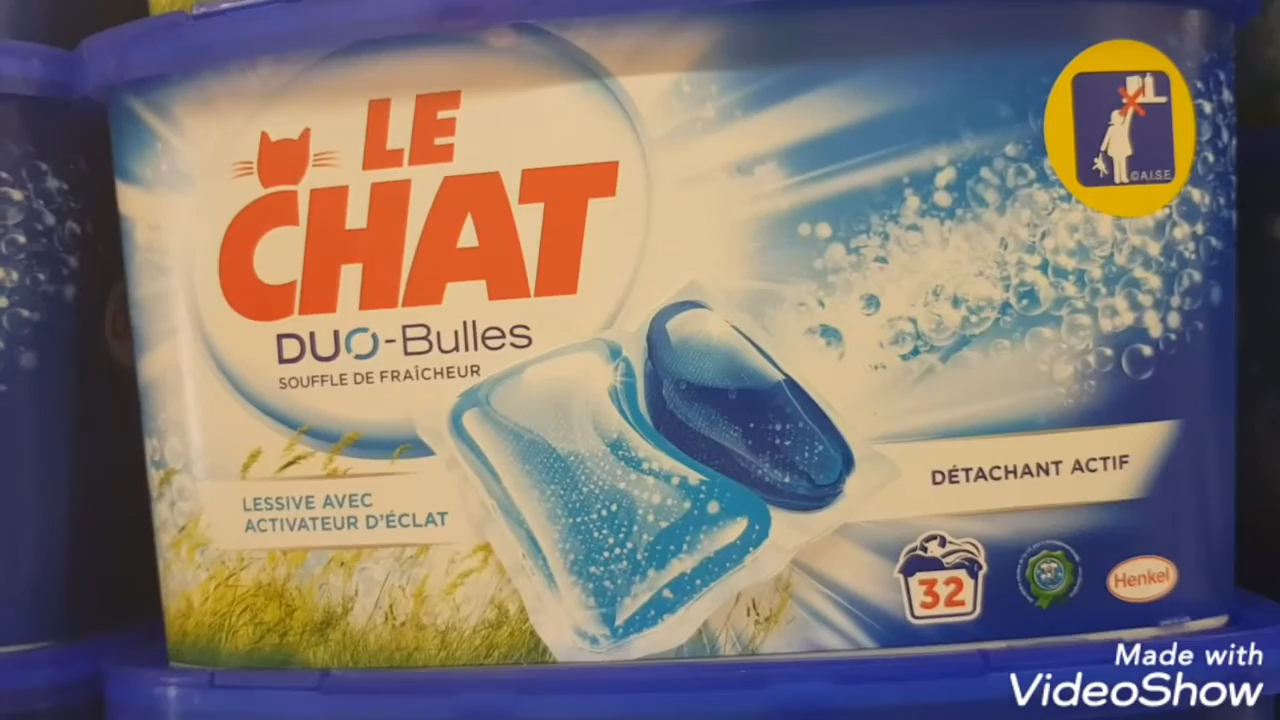 LE
CHAT
DUO-Bulles
SOUFFLE DE FRAÎCHEUR
LESSIVE AVEC
ACTIVATEUR D'ÉCLAT
©A.I.S.E.
DÉTACHANT ACTIF
32
Henkel
Made with
VideoShow